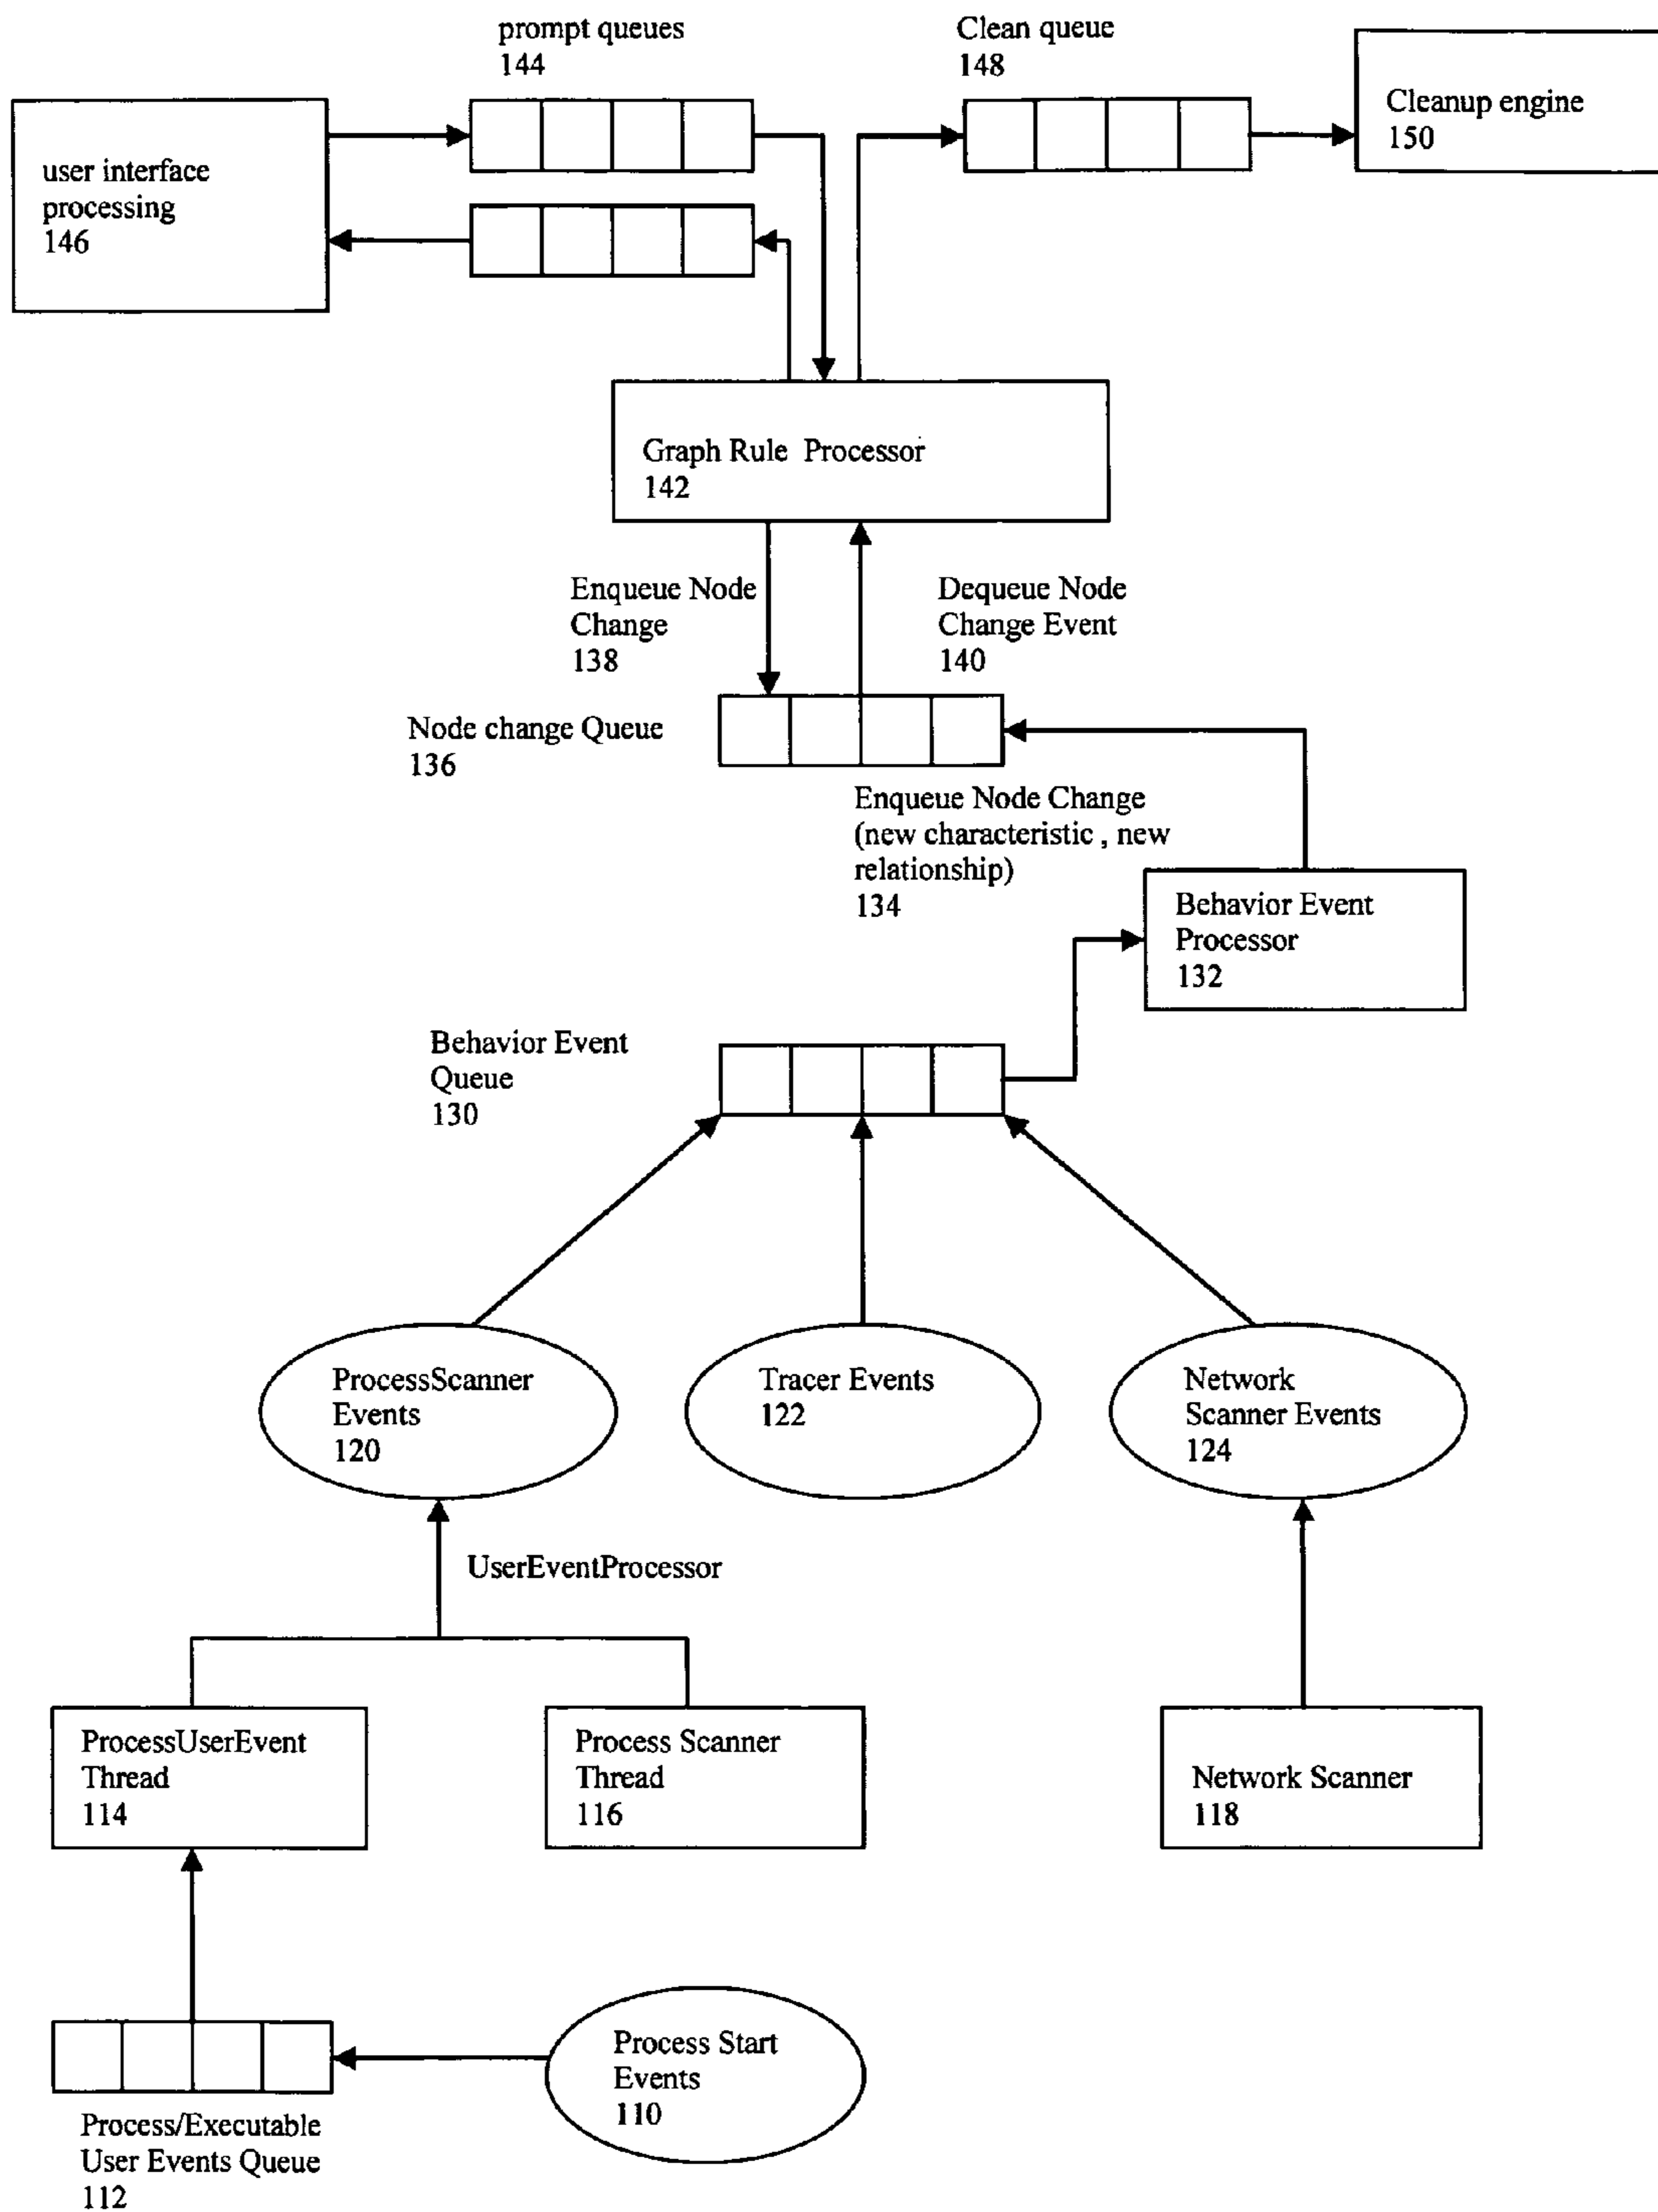 prompt queues
144
Clean queue
148
Cleanup engine
150
user interface
processing
146
Graph Rule Processor
142
Enqueue Node
Change
138
Dequeue Node
Change Event
140
Node change Queue
136
Enqueue Node Change
(new characteristic , new
relationship)
134
Behavior Event
Processor
132
Behavior Event
Queue
130
ProcessScanner
Events
120
Tracer Events
122
Network
Scanner Events
124
UserEventProcessor
ProcessUserEvent
Thread
114
Process Scanner
Thread
116
Network Scanner
118
Process Start
Events
110
Process/Executable
User Events Queue
112